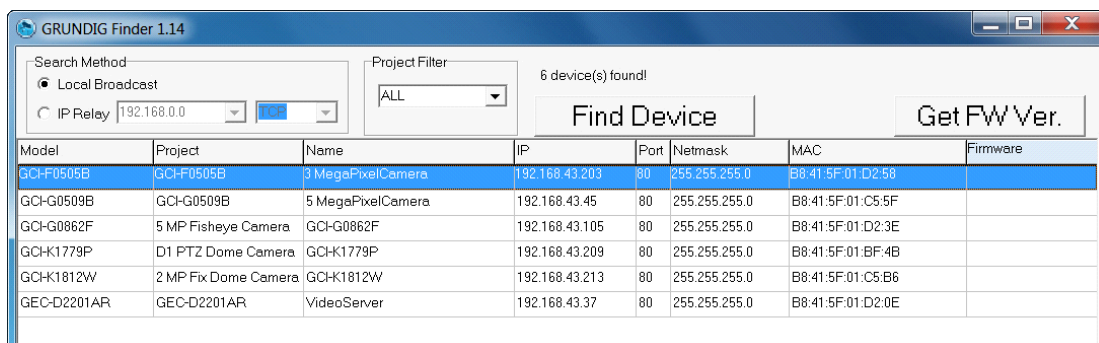 GRUNDIG Finder 1.14
Search Method
Local Broadcast
IP Relay 192.168.0.0 TCP
Project Filter
ALL
6 device(s) found!
Find Device
Get FW Ver.
Model Project Name IP Port Netmask MAC Firmware
GCI-F0505B GCI-F0505B 3 MegaPixelCamera 192.168.43.203 80 255.255.255.0 B8:41:5F:01:D2:58
GCI-G0509B GCI-G0509B 5 MegaPixelCamera 192.168.43.45 80 255.255.255.0 B8:41:5F:01:C5:5F
GCI-G0862F 5 MP Fisheye Camera GCI-G0862F 192.168.43.105 80 255.255.255.0 B8:41:5F:01:D2:3E
GCI-K1779P D1 PTZ Dome Camera GCI-K1779P 192.168.43.209 80 255.255.255.0 B8:41:5F:01:BF:4B
GCI-K1812W 2 MP Fix Dome Camera GCI-K1812W 192.168.43.213 80 255.255.255.0 B8:41:5F:01:C5:B6
GEC-D2201AR GEC-D2201AR VideoServer 192.168.43.37 80 255.255.255.0 B8:41:5F:01:D2:0E